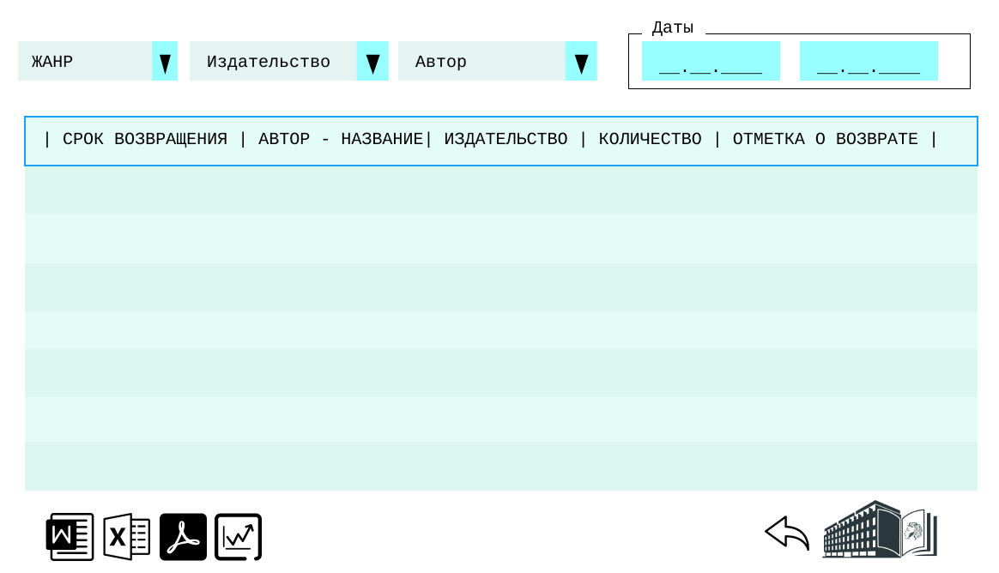 Даты
ЖАНР Издательство Автор __.__.____ __.__.____
| СРОК ВОЗВРАЩЕНИЯ | АВТОР - НАЗВАНИЕ| ИЗДАТЕЛЬСТВО | КОЛИЧЕСТВО | ОТМЕТКА О ВОЗВРАТЕ |
W X